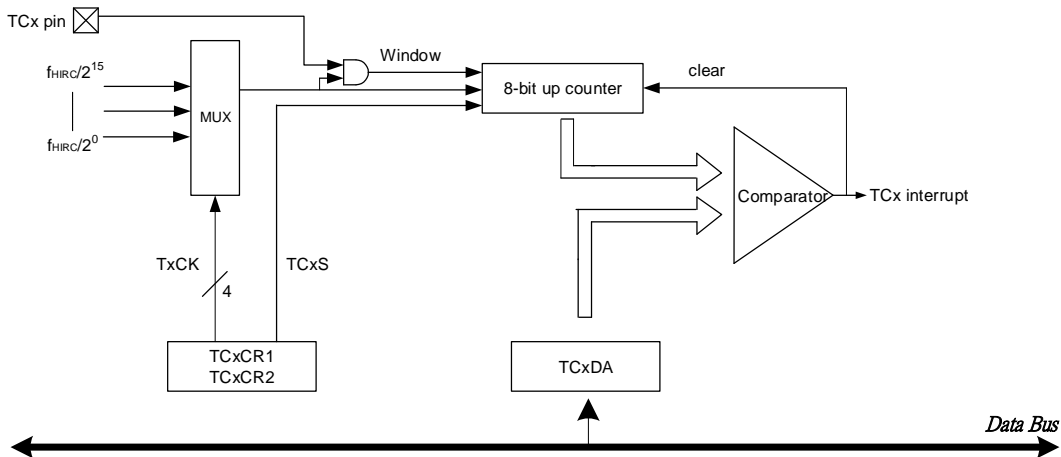 TCx pin
Window
fHIRC/2^15
MUX
8-bit up counter
clear
fHIRC/2^0
Comparator
TCx interrupt
TxCK
TCxS
4
TCxCR1
TCxCR2
TCxDA
Data Bus